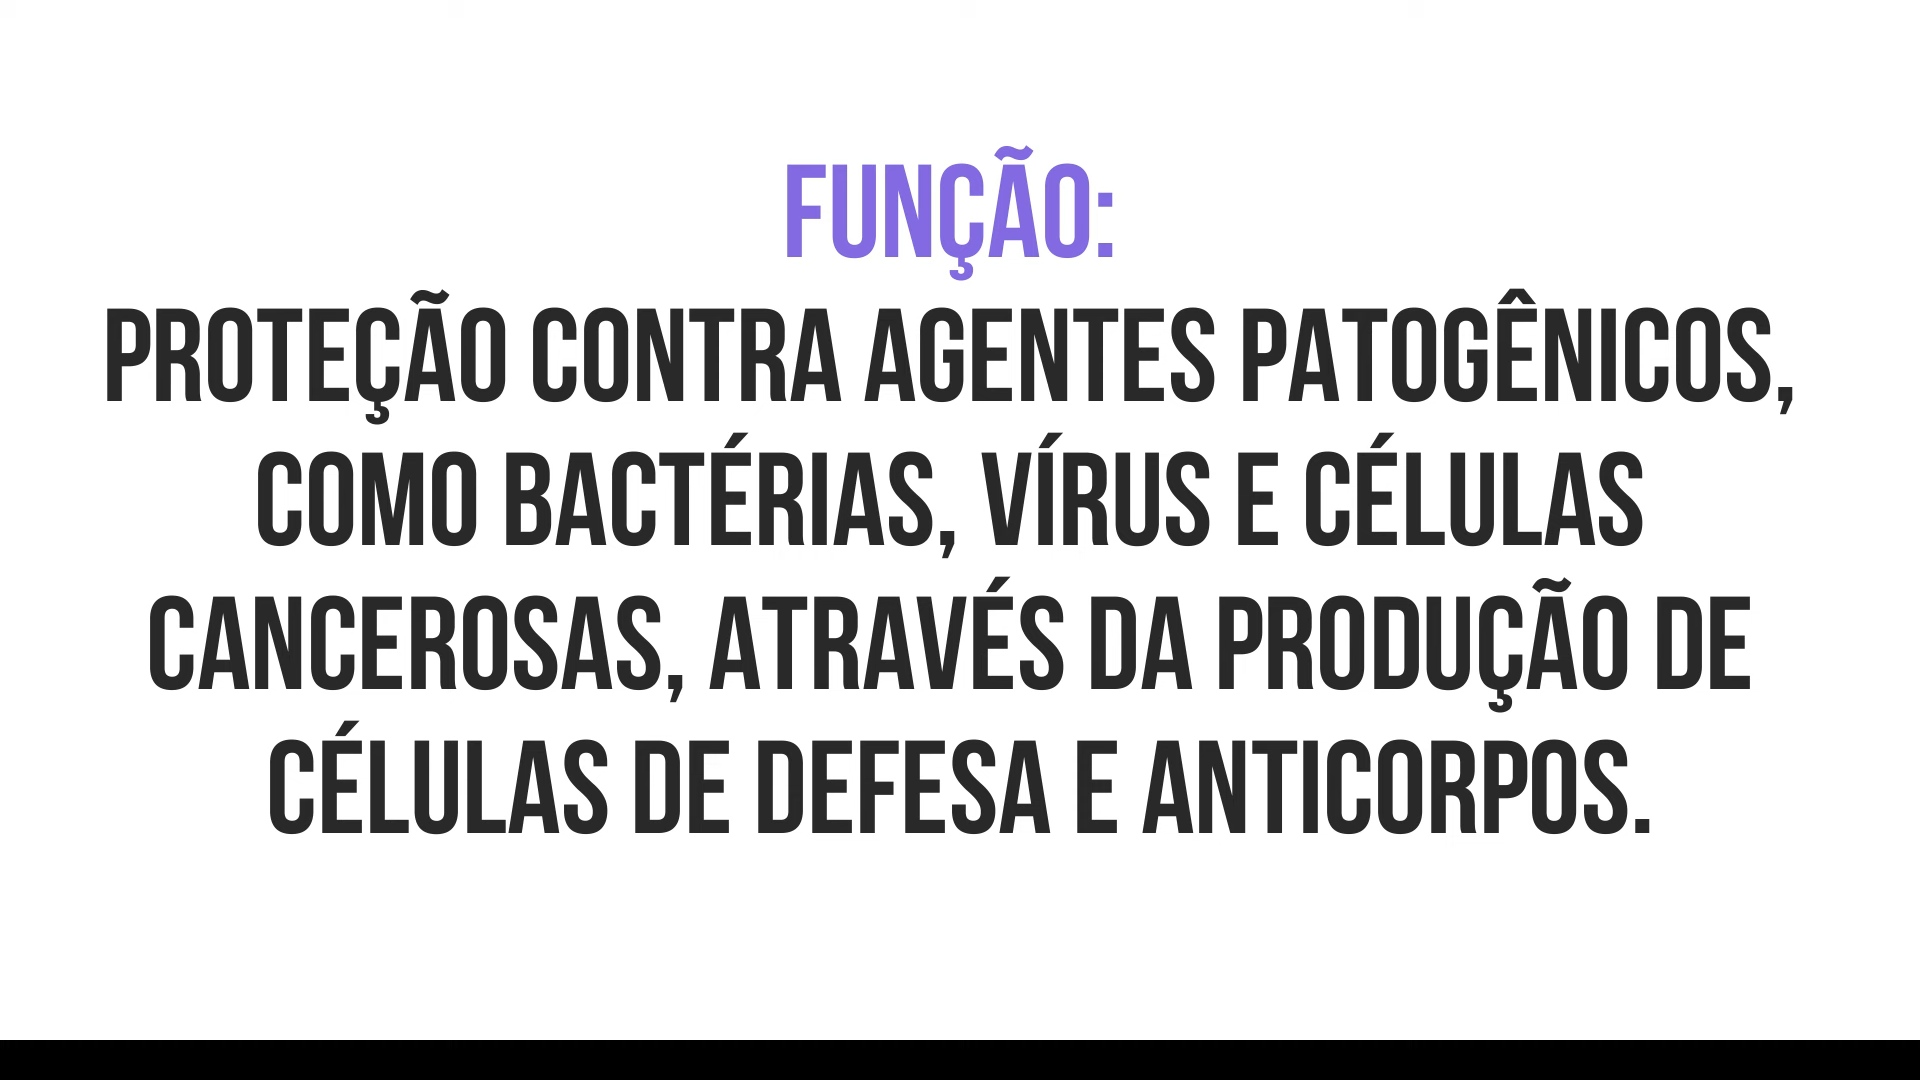 FUNÇÃO:
PROTEÇÃO CONTRA AGENTES PATOGÊNICOS,
COMO BACTÉRIAS, VÍRUS E CÉLULAS
CANCEROSAS, ATRAVÉS DA PRODUÇÃO DE
CÉLULAS DE DEFESA E ANTICORPOS.